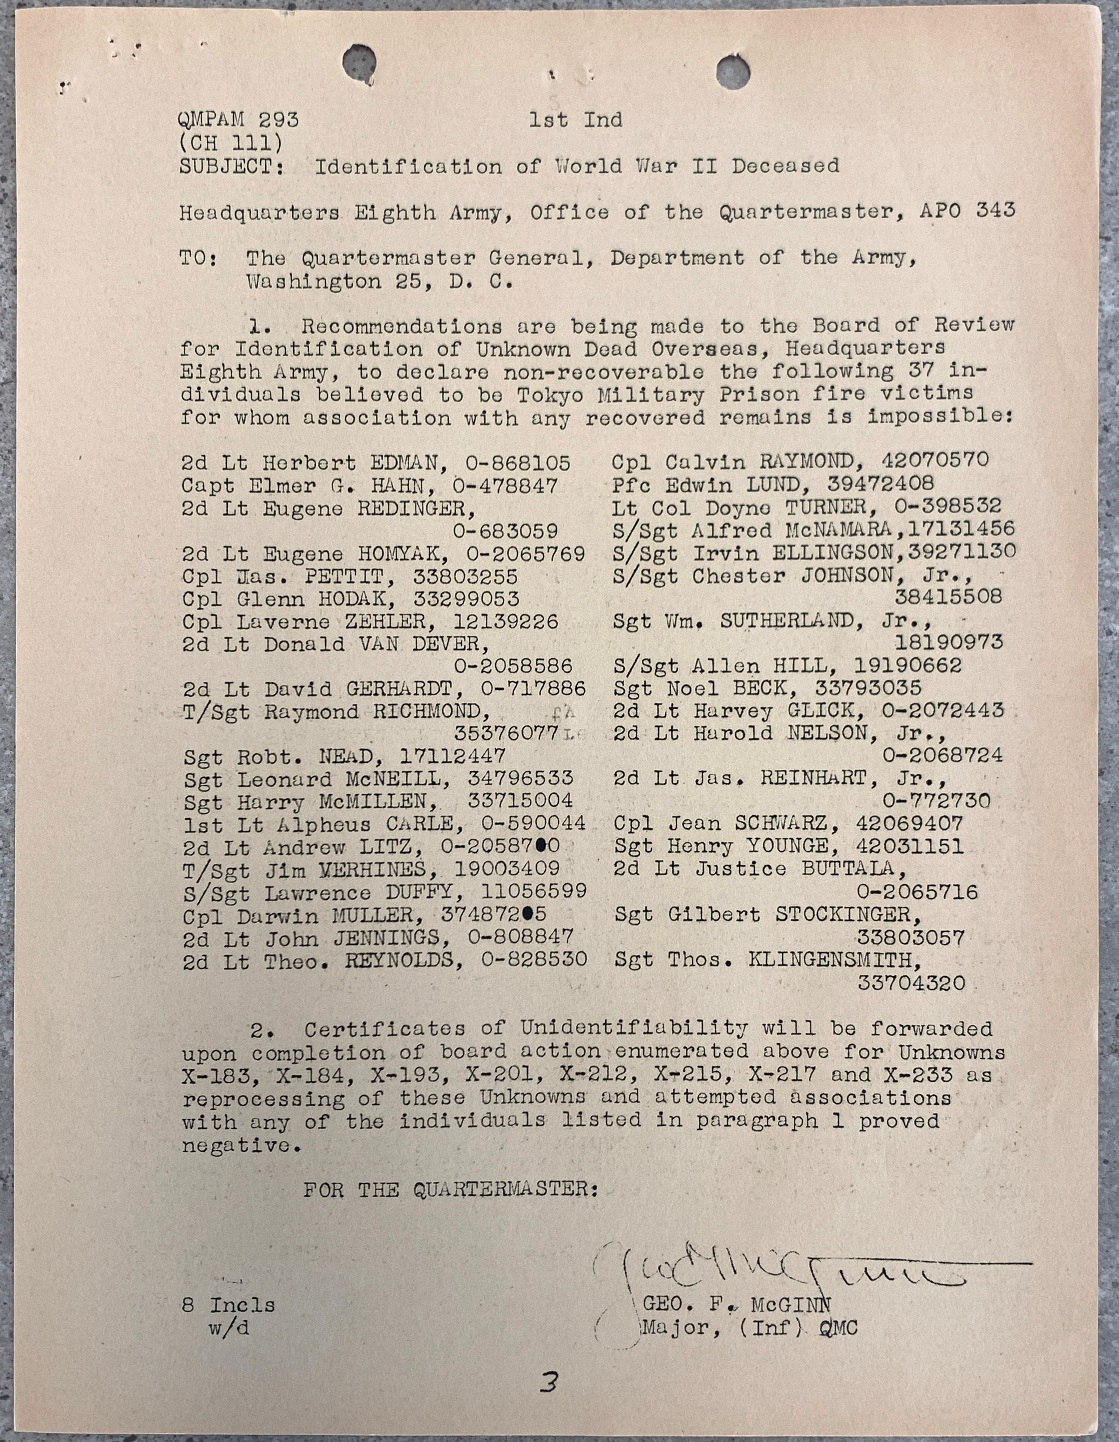 QMPAM 293 1st Ind
(CH 111)
SUBJECT: Identification of World War II Deceased
Headquarters Eighth Army, Office of the Quartermaster, APO 343
TO: The Quartermaster General, Department of the Army,
Washington 25, D. C.
1. Recommendations are being made to the Board of Review
for Identification of Unknown Dead Overseas, Headquarters
Eighth Army, to declare non-recoverable the following 37 in-
dividuals believed to be Tokyo Military Prison fire victims
for whom association with any recovered remains is impossible:
2d Lt Herbert EDMAN, O-868105
Capt Elmer G. HAHN, O-478847
2d Lt Eugene REDINGER,
O-683059
2d Lt Eugene HOMYAK, O-2065769
Cpl Jas. PETTIT, 33803255
Cpl Glenn HODAK, 33299053
Cpl Laverne ZEHLER, 12139226
2d Lt Donald VAN DEVER,
O-2058586
2d Lt David GERHARDT, O-717886
T/Sgt Raymond RICHMOND,
35376077
Sgt Robt. NEAD, 17112447
Sgt Leonard McNEILL, 34796533
Sgt Harry McMILLEN, 33715004
1st Lt Alpheus CARLE, O-590044
2d Lt Andrew LITZ,
T/Sgt Jim VERHINES, 19003409
S/Sgt Lawrence DUFFY, 11056599
Cpl Darwin MULLER,
2d Lt John JENNINGS, O-808847
2d Lt Theo. REYNOLDS, O-828530
Cpl Calvin RAYMOND, 42070570
Pfc Edwin LUND, 39472408
Lt Col Doyne TURNER, O-398532
S/Sgt Alfred McNAMARA,17131456
S/Sgt Irvin ELLINGSON,39271130
S/Sgt Chester JOHNSON, Jr.,
38415508
Sgt Wm. SUTHERLAND, Jr.,
18190973
S/Sgt Allen HILL, 19190662
Sgt Noel BECK, 33793035
2d Lt Harvey GLICK, O-2072443
2d Lt Harold NELSON, Jr.,
O-2068724
2d Lt Jas. REINHART, Jr.,
O-772730
Cpl Jean SCHWARZ, 42069407
Sgt Henry YOUNGE, 42031151
2d Lt Justice BUTTALA,
O-2065716
Sgt Gilbert STOCKINGER,
33803057
Sgt Thos. KLINGENSMITH,
33704320
2. Certificates of Unidentifiability will be forwarded
upon completion of board action enumerated above for Unknowns
X-183, X-184, X-193, X-201, X-212, X-215, X-217 and X-233 as
reprocessing of these Unknowns and attempted associations
with any of the individuals listed in paragraph 1 proved
negative.
FOR THE QUARTERMASTER:
Geo F McGinn
8 Incls
w/d
GEO. F. McGINN
Major, (Inf) QMC
3